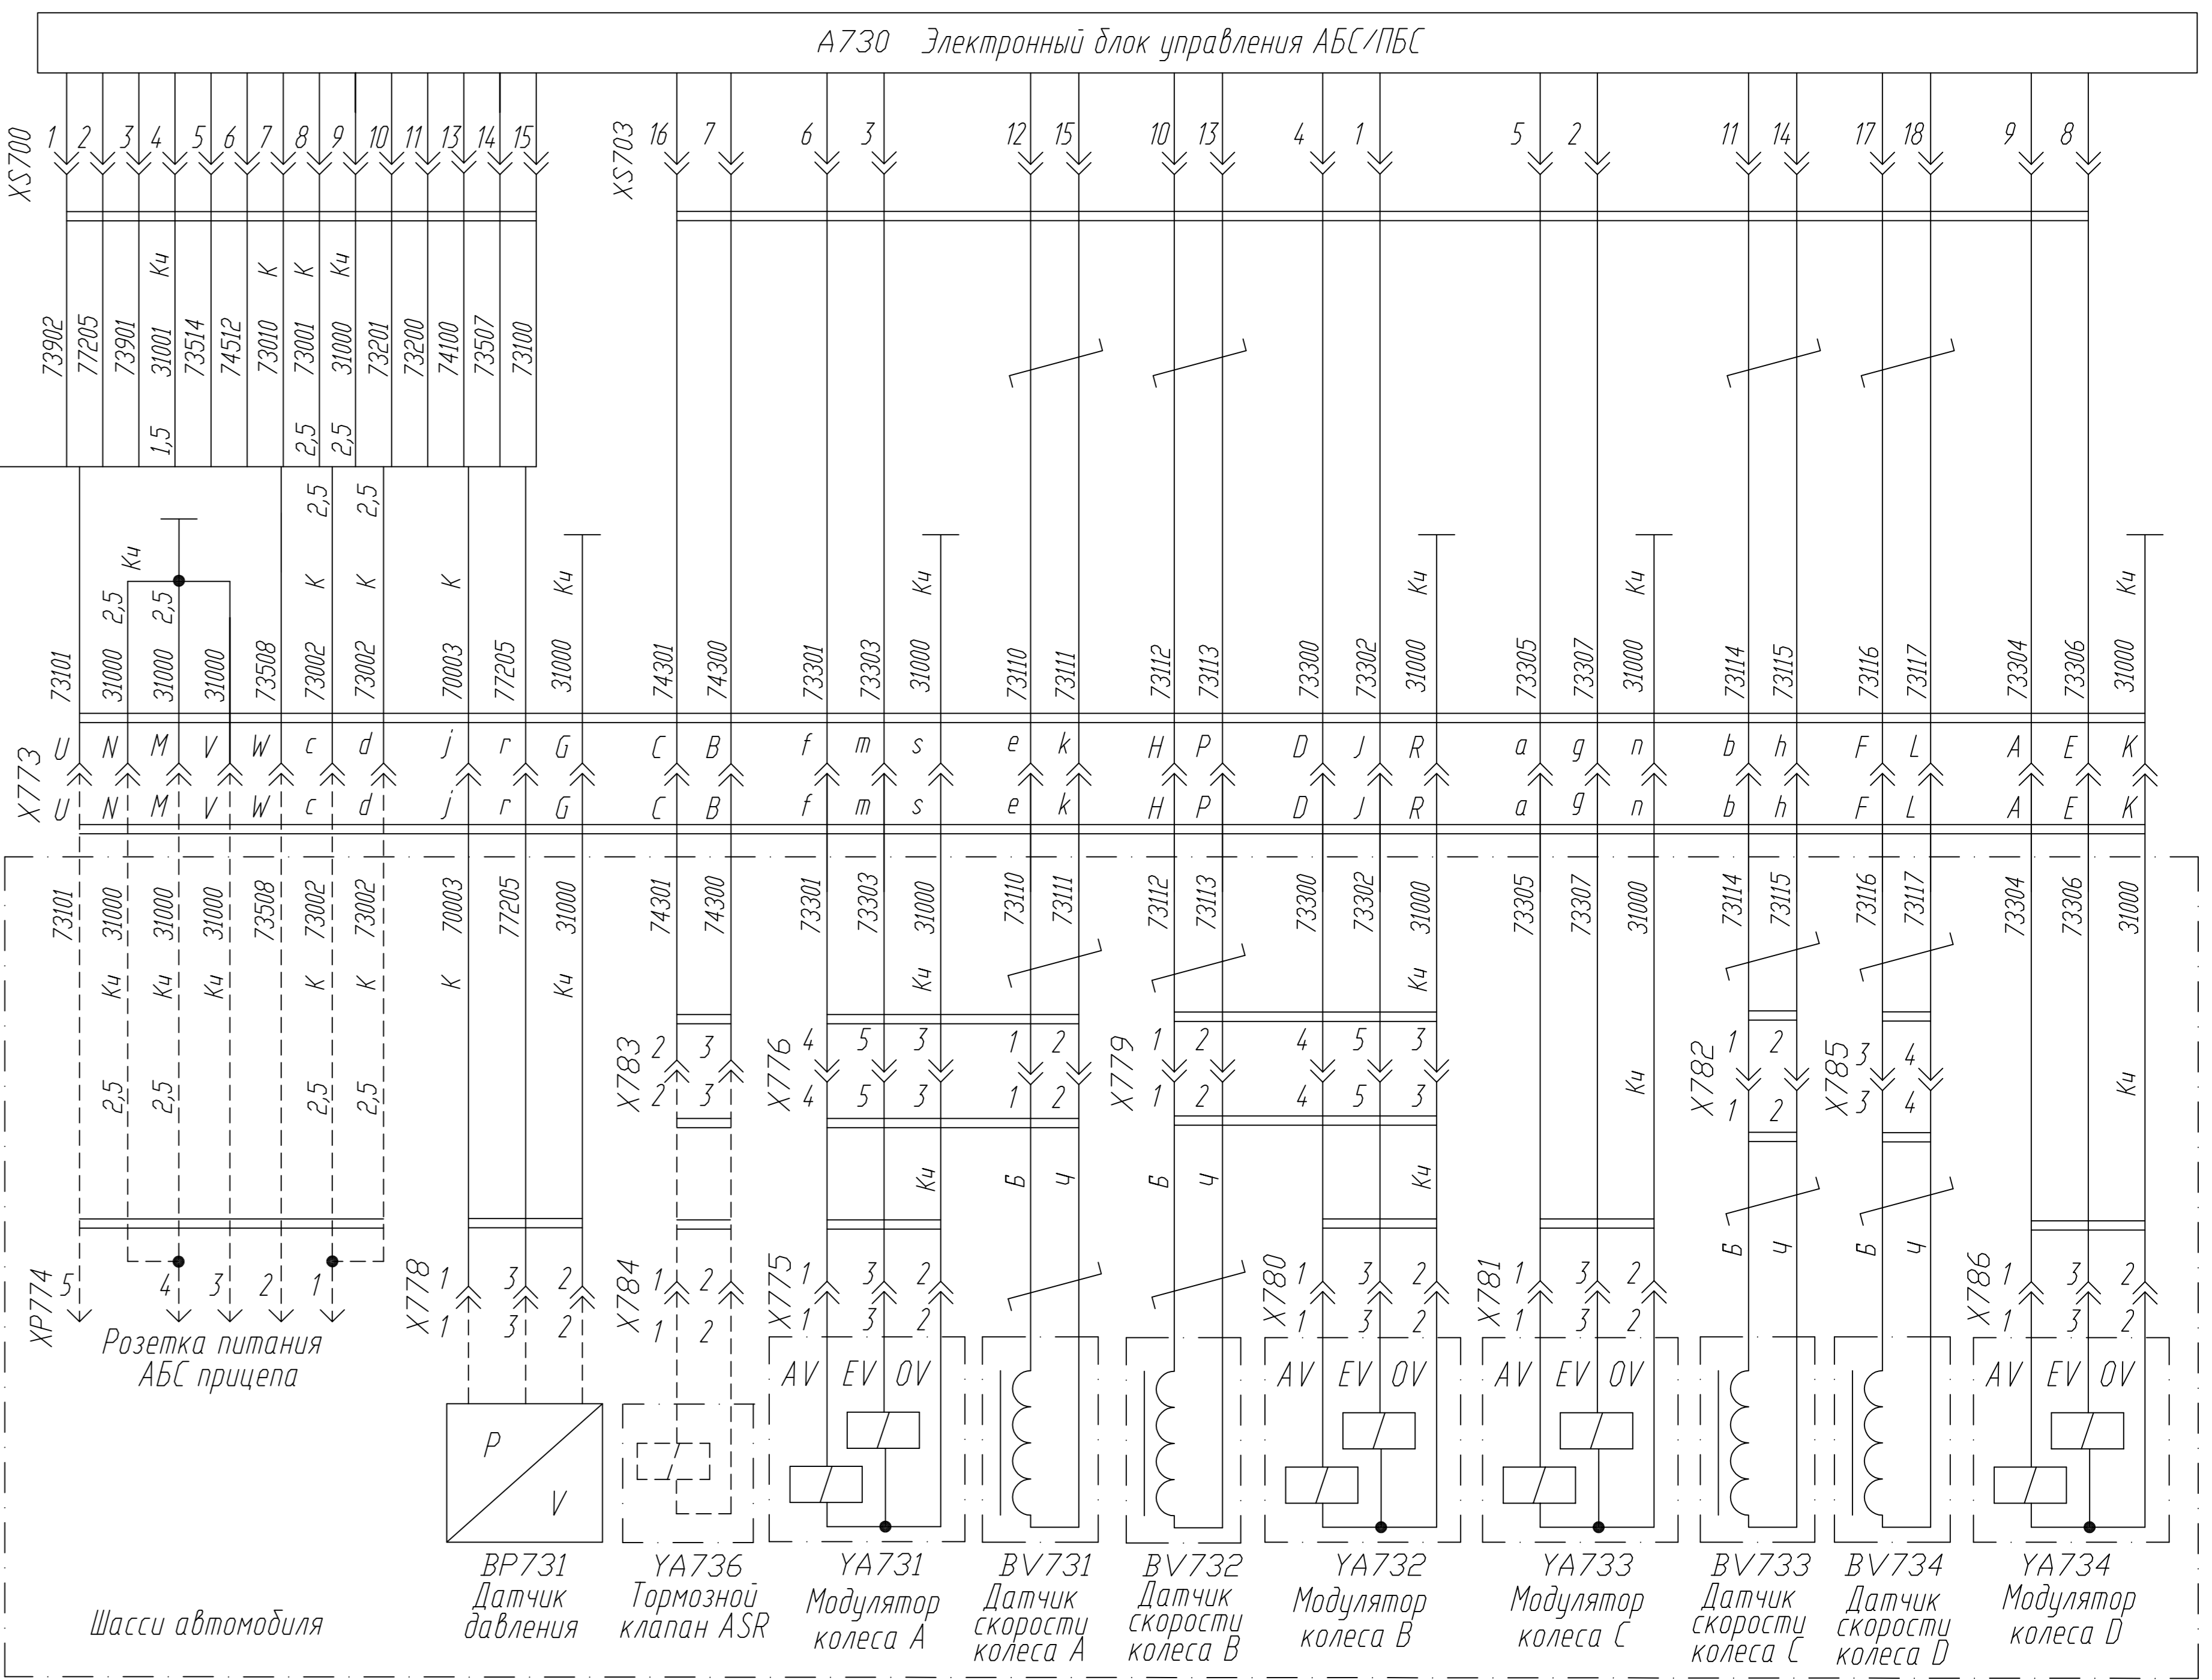 А730 Электронный блок управления АБС/ПБС
XS700 1 2 3 4 5 6 7 8 9 10 11 13 14 15
XS703 16 7 6 3 12 15 10 13 4 1 5 2 11 14 17 18 9 8
Кч К К Кч
73902 77205 73901 31001 73514 74512 73010 73001 31000 73201 73200 74100 73507 73100
1,5 2,5 2,5
2,5 2,5
Кч К К К Кч Кч Кч Кч Кч
2,5 2,5
73101 31000 31000 31000 73508 73002 73002 70003 77205 31000 74301 74300 73301 73303 31000 73110 73111 73112 73113 73300 73302 31000 73305 73307 31000 73114 73115 73116 73117 73304 73306 31000
X773
U N M V W c d j r G C B f m s e k H P D J R a g n b h F L A E K
U N M V W c d j r G C B f m s e k H P D J R a g n b h F L A E K
73101 31000 31000 31000 73508 73002 73002 70003 77205 31000 74301 74300 73301 73303 31000 73110 73111 73112 73113 73300 73302 31000 73305 73307 31000 73114 73115 73116 73117 73304 73306 31000
Кч Кч Кч К К К Кч Кч Кч
X783 2 3
X776 4 5 3 1 2
X779 1 2 4 5 3
X782 1 2
X785 3 4
2,5 2,5 2,5 2,5
Кч Кч
2 3 4 5 3 1 2 1 2 4 5 3 1 2 3 4
Кч Б Ч Б Ч Кч
Б Ч Б Ч
XP774 5 4 3 2 1
X778 1 3 2
X784 1 2
X775 1 3 2
X780 1 3 2
X781 1 3 2
X786 1 3 2
1 3 2 1 2 1 3 2 1 3 2 1 3 2 1 3 2
Розетка питания
АБС прицепа
AV EV OV AV EV OV AV EV OV AV EV OV
P
V
BP731
Датчик
давления
YA736
Тормозной
клапан ASR
YA731
Модулятор
колеса А
BV731
Датчик
скорости
колеса А
BV732
Датчик
скорости
колеса В
YA732
Модулятор
колеса В
YA733
Модулятор
колеса С
BV733
Датчик
скорости
колеса С
BV734
Датчик
скорости
колеса D
YA734
Модулятор
колеса D
Шасси автомобиля